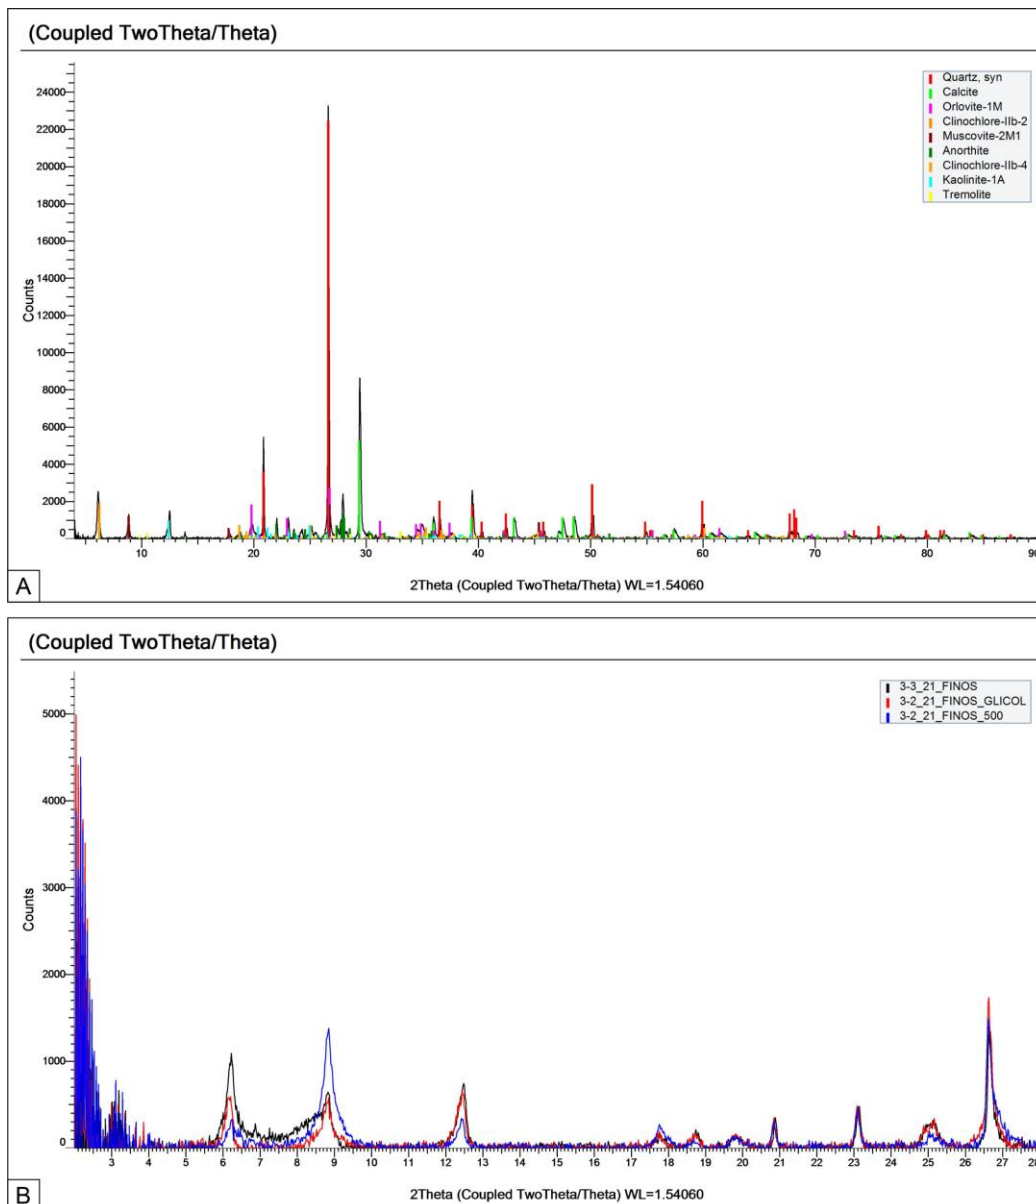 (Coupled TwoTheta/Theta)
Quartz, syn
Calcite
Orlovite-1M
Clinochlore-IIb-2
Muscovite-2M1
Anorthite
Clinochlore-IIb-4
Kaolinite-1A
Tremolite
Counts
24000
22000
20000
18000
16000
14000
12000
10000
8000
6000
4000
2000
0
10 20 30 40 50 60 70 80 90
2Theta (Coupled TwoTheta/Theta) WL=1.54060
A
(Coupled TwoTheta/Theta)
3-3_21_FINOS
3-2_21_FINOS_GLICOL
3-2_21_FINOS_500
Counts
5000
4000
3000
2000
1000
0
3 4 5 6 7 8 9 10 11 12 13 14 15 16 17 18 19 20 21 22 23 24 25 26 27 28
2Theta (Coupled TwoTheta/Theta) WL=1.54060
B